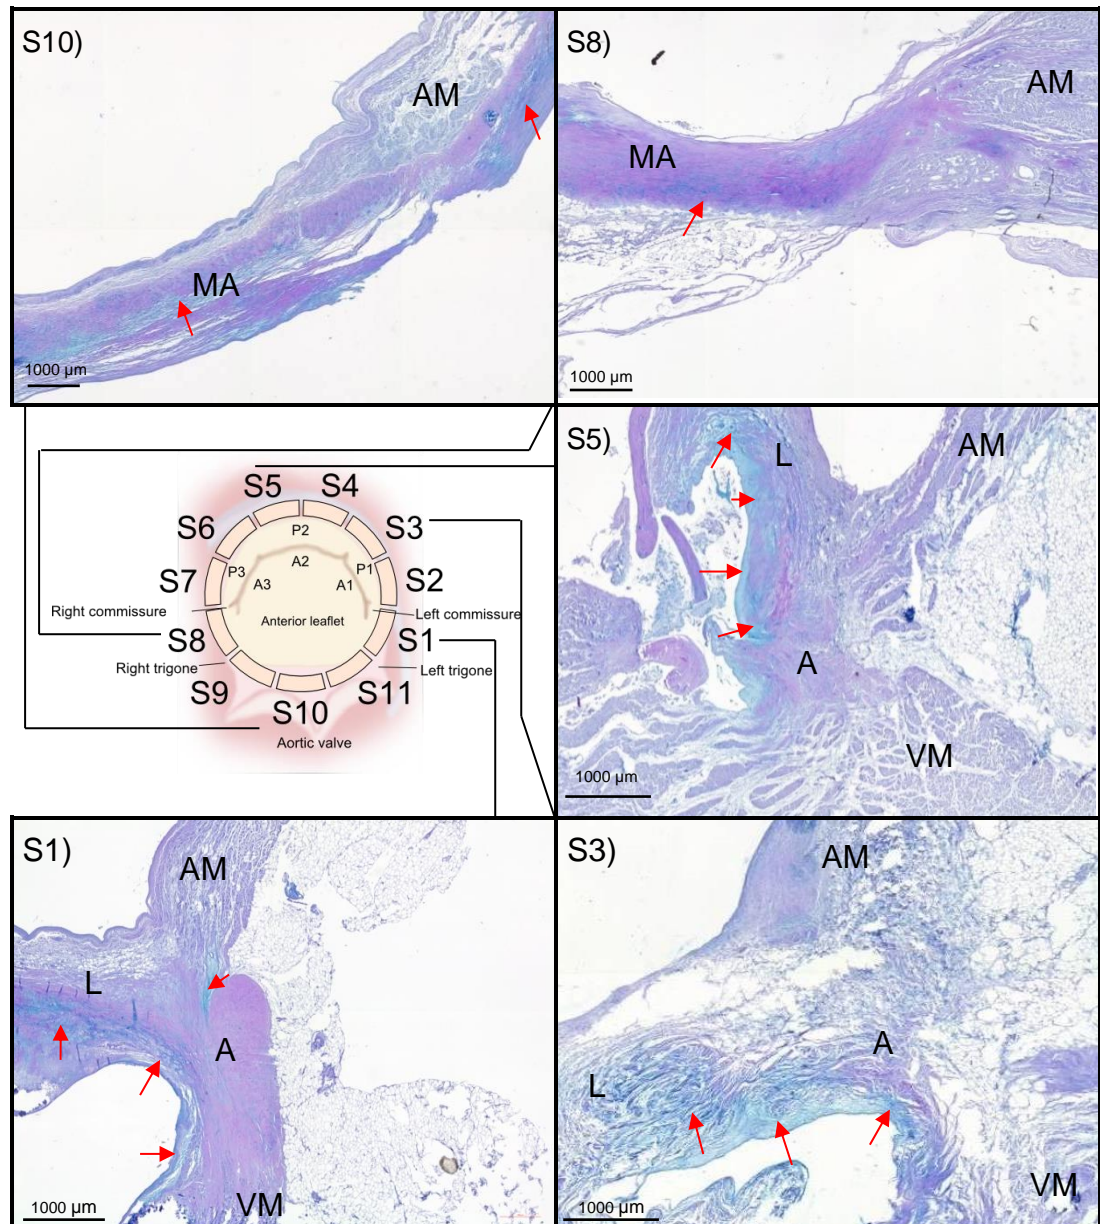 S10)
AM
MA
1000 µm
S8)
AM
MA
1000 µm
S5)
L
AM
A
VM
1000 µm
S5 S4
S6 S3
P2
S7 P3 A2 P1 S2
A3 A1
Right commissure Left commissure
Anterior leaflet
S8 S1
Right trigone Left trigone
S9 S11
S10
Aortic valve
S1)
AM
L
A
VM
1000 µm
S3)
AM
A
L
VM
1000 µm